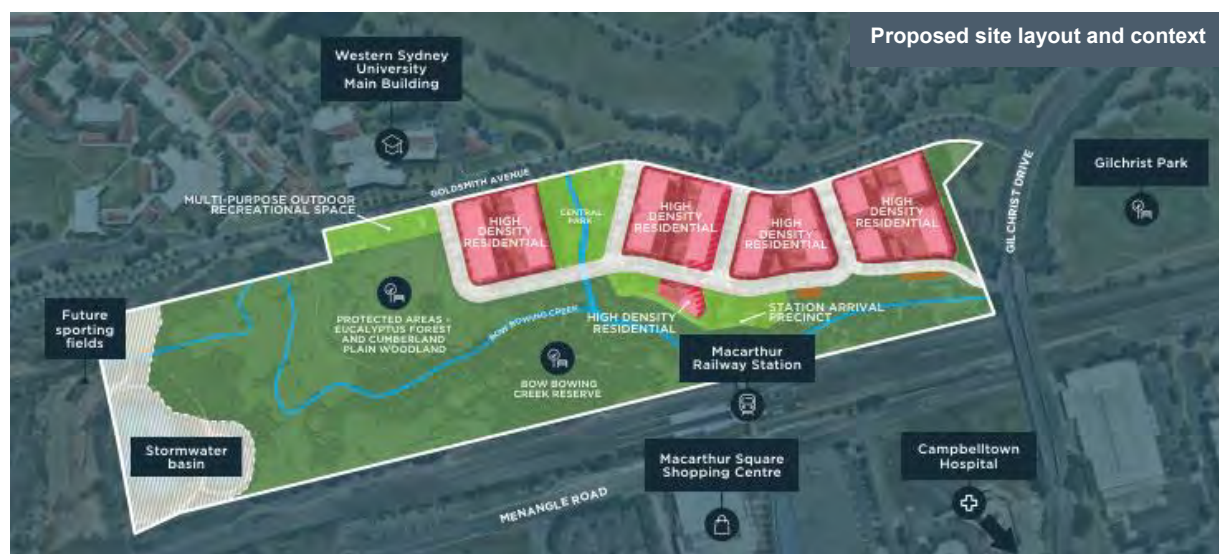 Proposed site layout and context
Western Sydney
University
Main Building
Gilchrist Park
GOLDSMITH AVENUE
GILCHRIST DRIVE
MULTI-PURPOSE OUTDOOR
RECREATIONAL SPACE
HIGH
DENSITY
RESIDENTIAL
CENTRAL
PARK
HIGH
DENSITY
RESIDENTIAL
HIGH
DENSITY
RESIDENTIAL
HIGH
DENSITY
RESIDENTIAL
Future
sporting
fields
PROTECTED AREAS -
EUCALYPTUS FOREST
AND CUMBERLAND
PLAIN WOODLAND
BOW BOWING CREEK
HIGH DENSITY
RESIDENTIAL
STATION ARRIVAL
PRECINCT
BOW BOWING
CREEK RESERVE
Macarthur
Railway Station
Stormwater
basin
Macarthur Square
Shopping Centre
Campbelltown
Hospital
MENANGLE ROAD